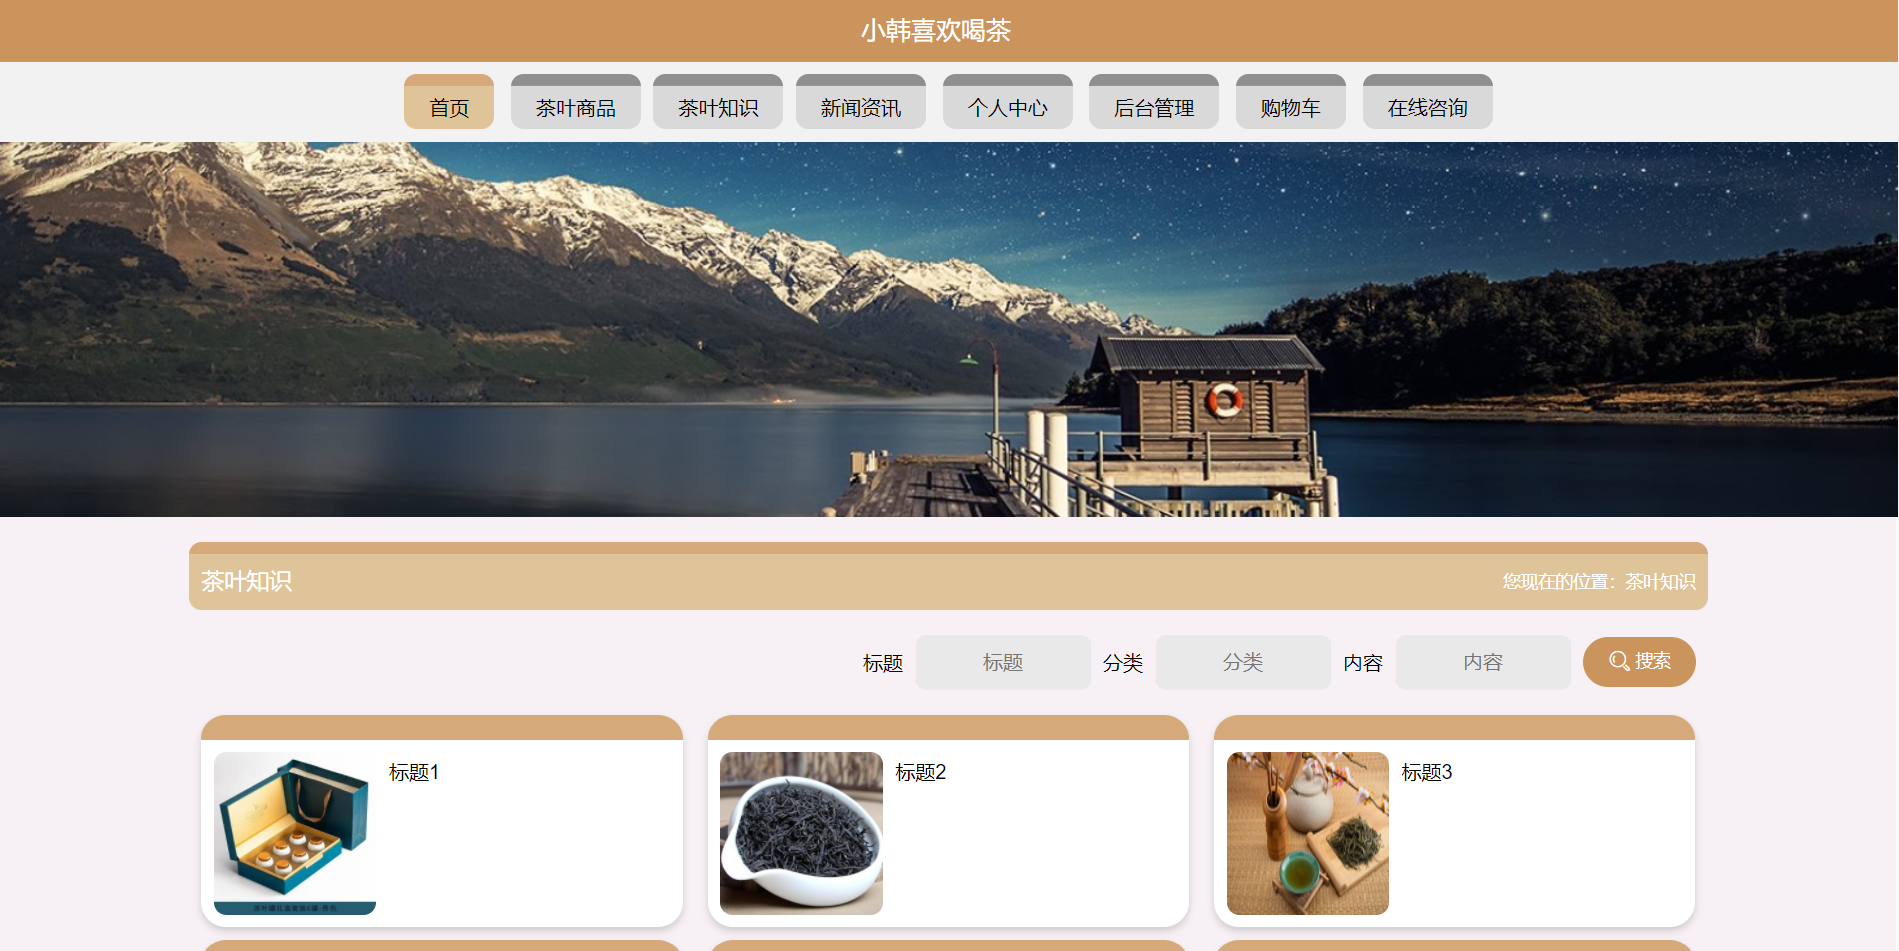 小韩喜欢喝茶
首页 茶叶商品 茶叶知识 新闻资讯 个人中心 后台管理 购物车 在线咨询
茶叶知识 您现在的位置：茶叶知识
标题 标题 分类 分类 内容 内容 搜索
标题1 标题2 标题3